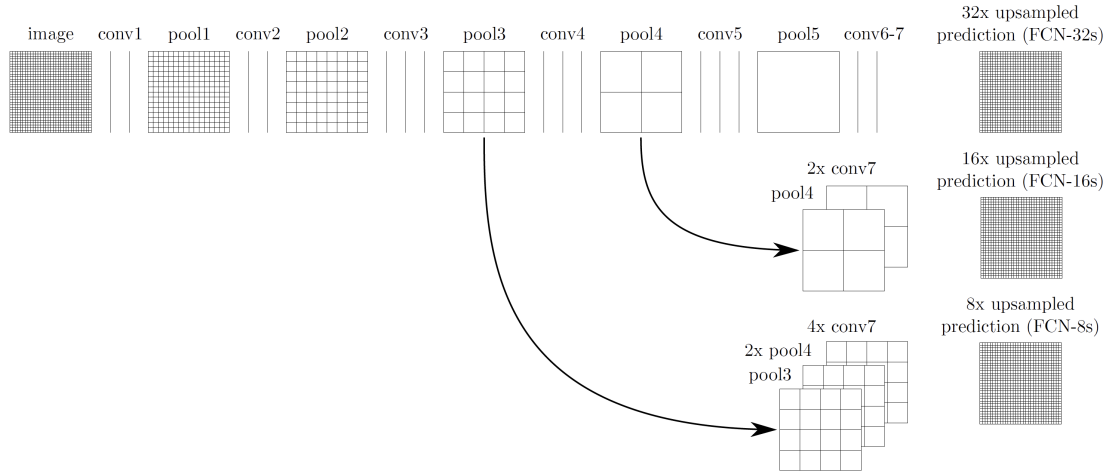 image conv1 pool1 conv2 pool2 conv3 pool3 conv4 pool4 conv5 pool5 conv6-7
32x upsampled
prediction (FCN-32s)
2x conv7
pool4
16x upsampled
prediction (FCN-16s)
4x conv7
2x pool4
pool3
8x upsampled
prediction (FCN-8s)